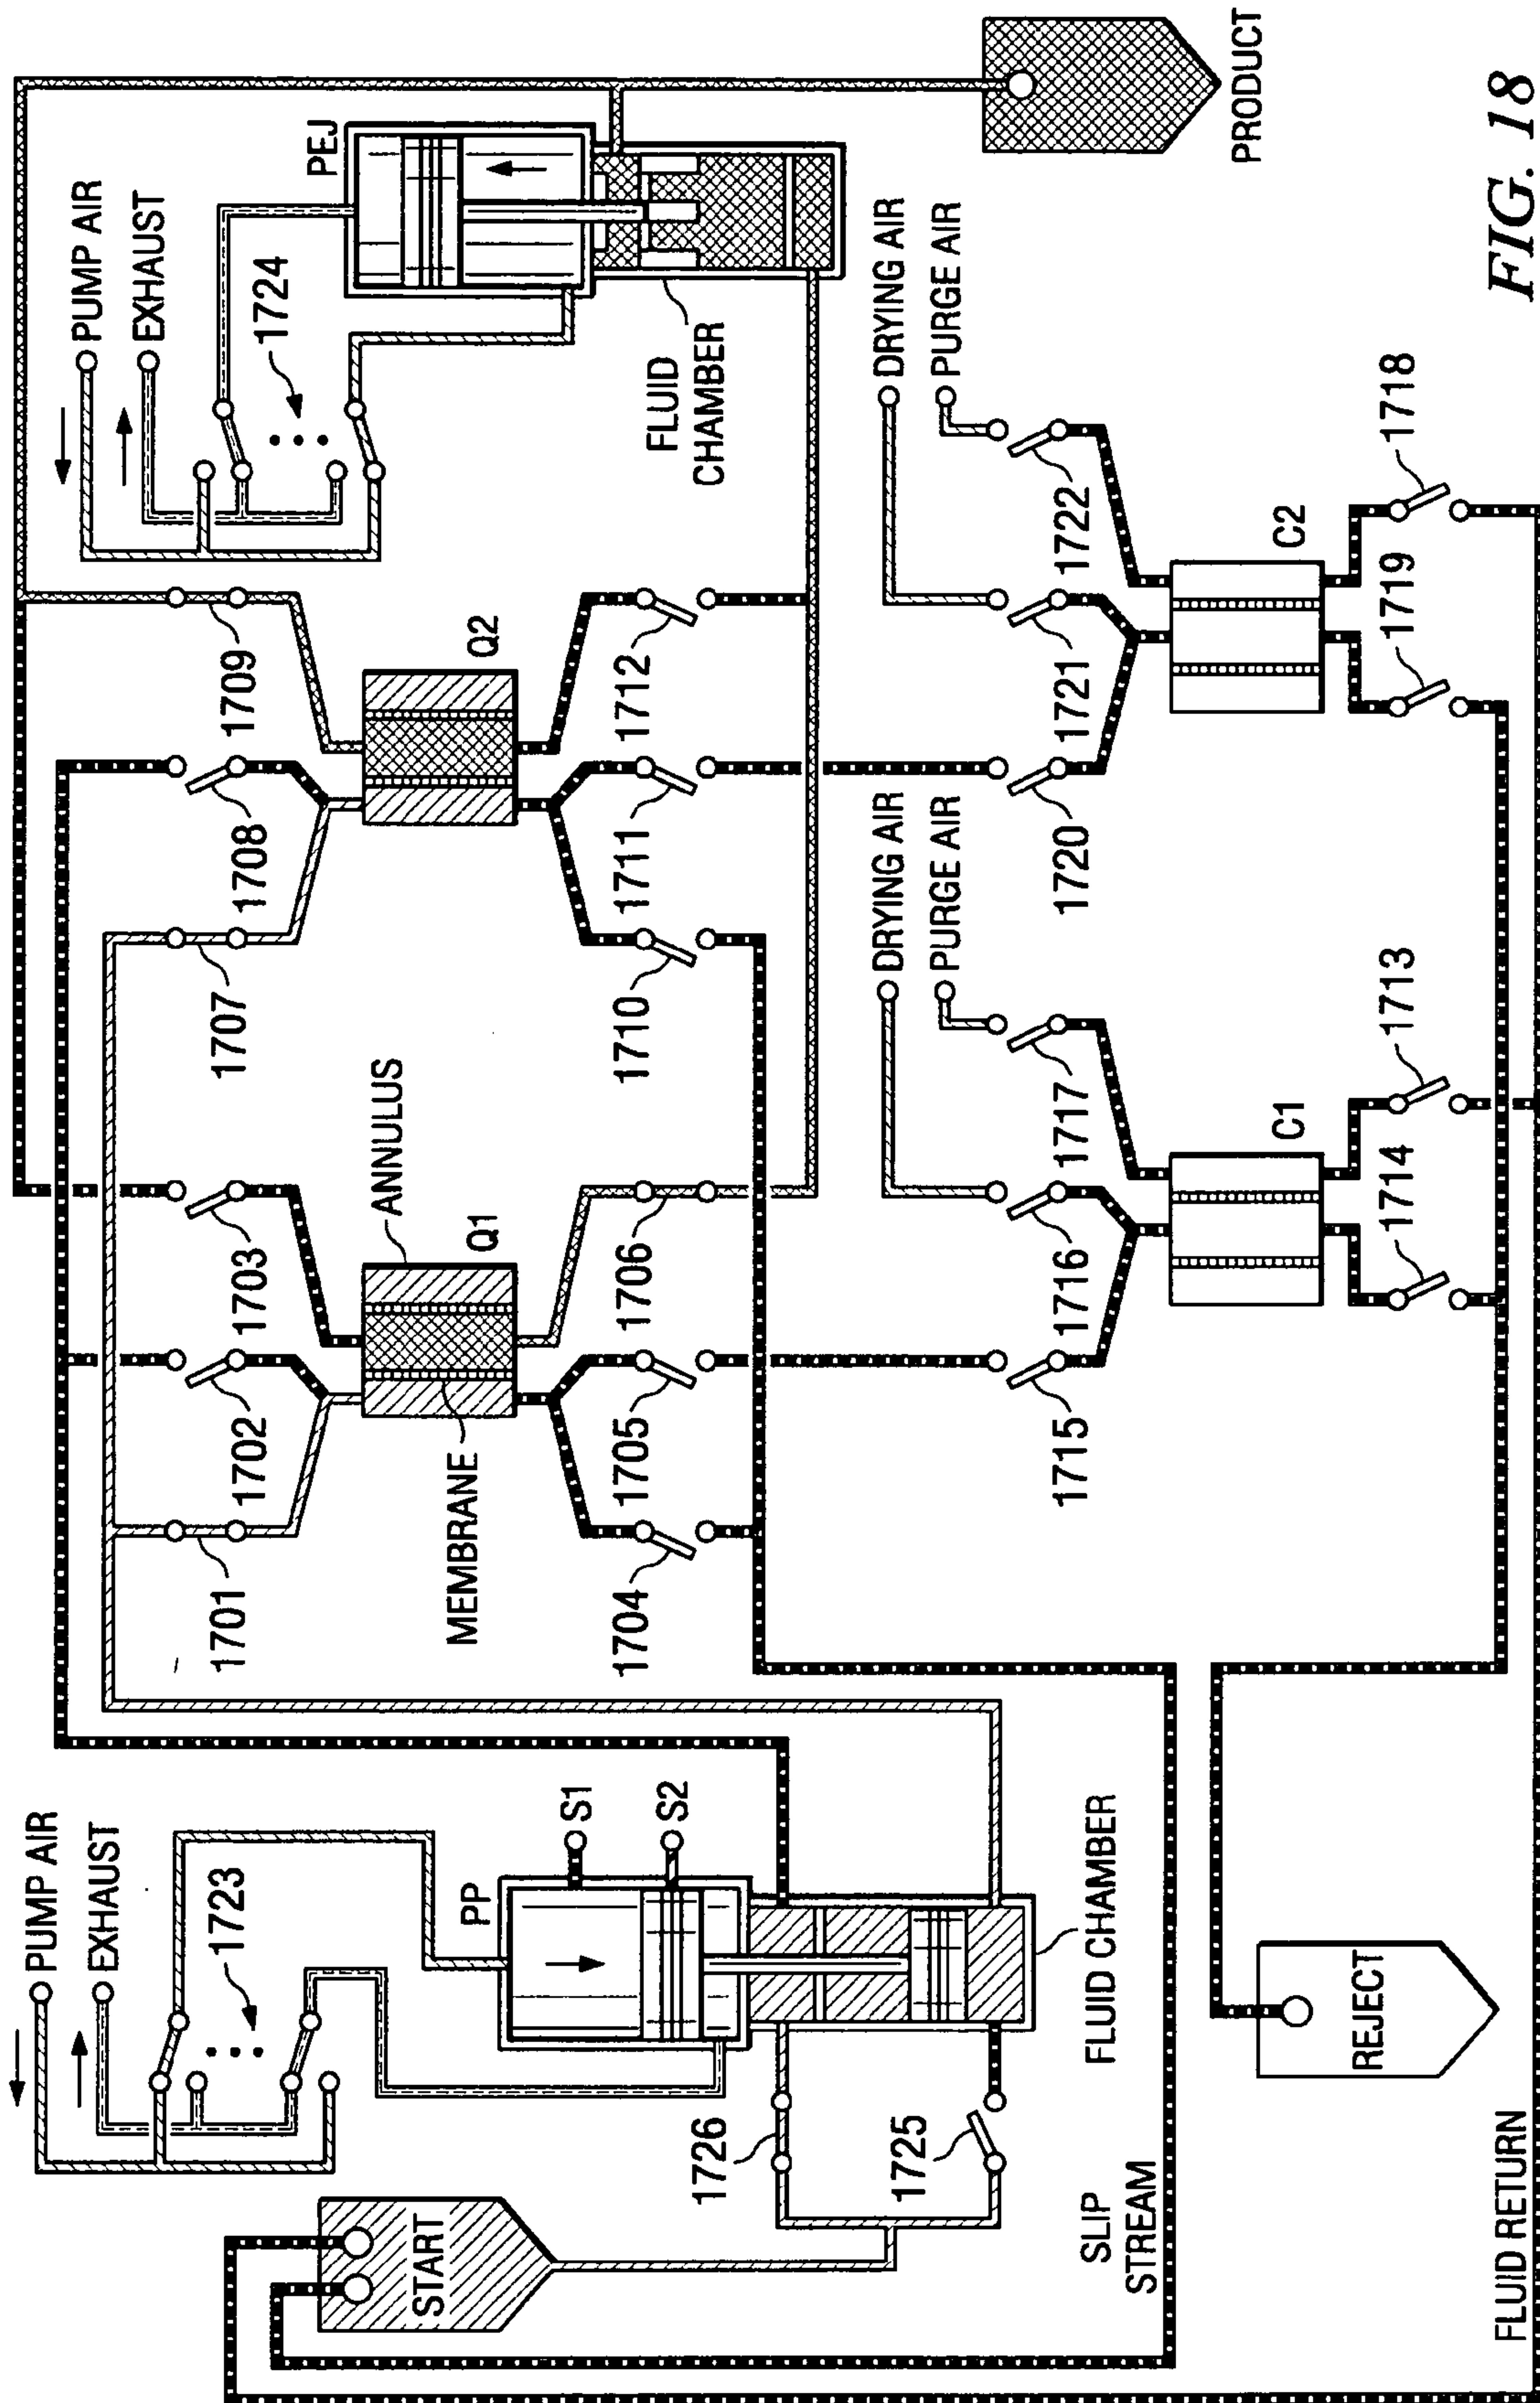 PUMP AIR
EXHAUST
1723
PP
S1
S2
START
1726
1725
SLIP
STREAM
FLUID CHAMBER
REJECT
FLUID RETURN
1701
1702
1703
ANNULUS
Q1
MEMBRANE
1704
1705
1706
1707
1708
1709
Q2
1710
1711
1712
PUMP AIR
EXHAUST
1724
PEJ
FLUID
CHAMBER
PRODUCT
DRYING AIR
PURGE AIR
1715
1716
1717
C1
1714
1713
DRYING AIR
PURGE AIR
1720
1721
1722
C2
1719
1718
FIG. 18